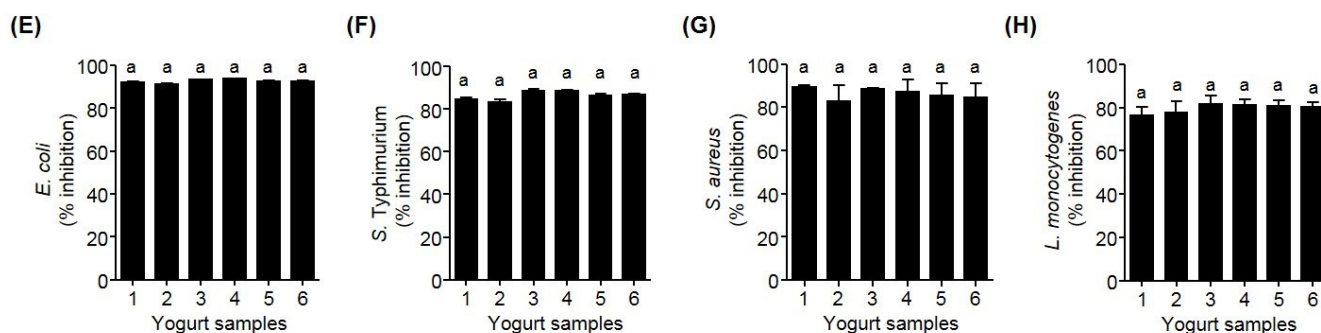 (E)
E. coli
(% inhibition)
100
80
60
40
20
0
a a a a a a
1 2 3 4 5 6
Yogurt samples
(F)
S. Typhimurium
(% inhibition)
100
80
60
40
20
0
a a a a a a
1 2 3 4 5 6
Yogurt samples
(G)
S. aureus
(% inhibition)
100
80
60
40
20
0
a a a a a a
1 2 3 4 5 6
Yogurt samples
(H)
L. monocytogenes
(% inhibition)
100
80
60
40
20
0
a a a a a a
1 2 3 4 5 6
Yogurt samples